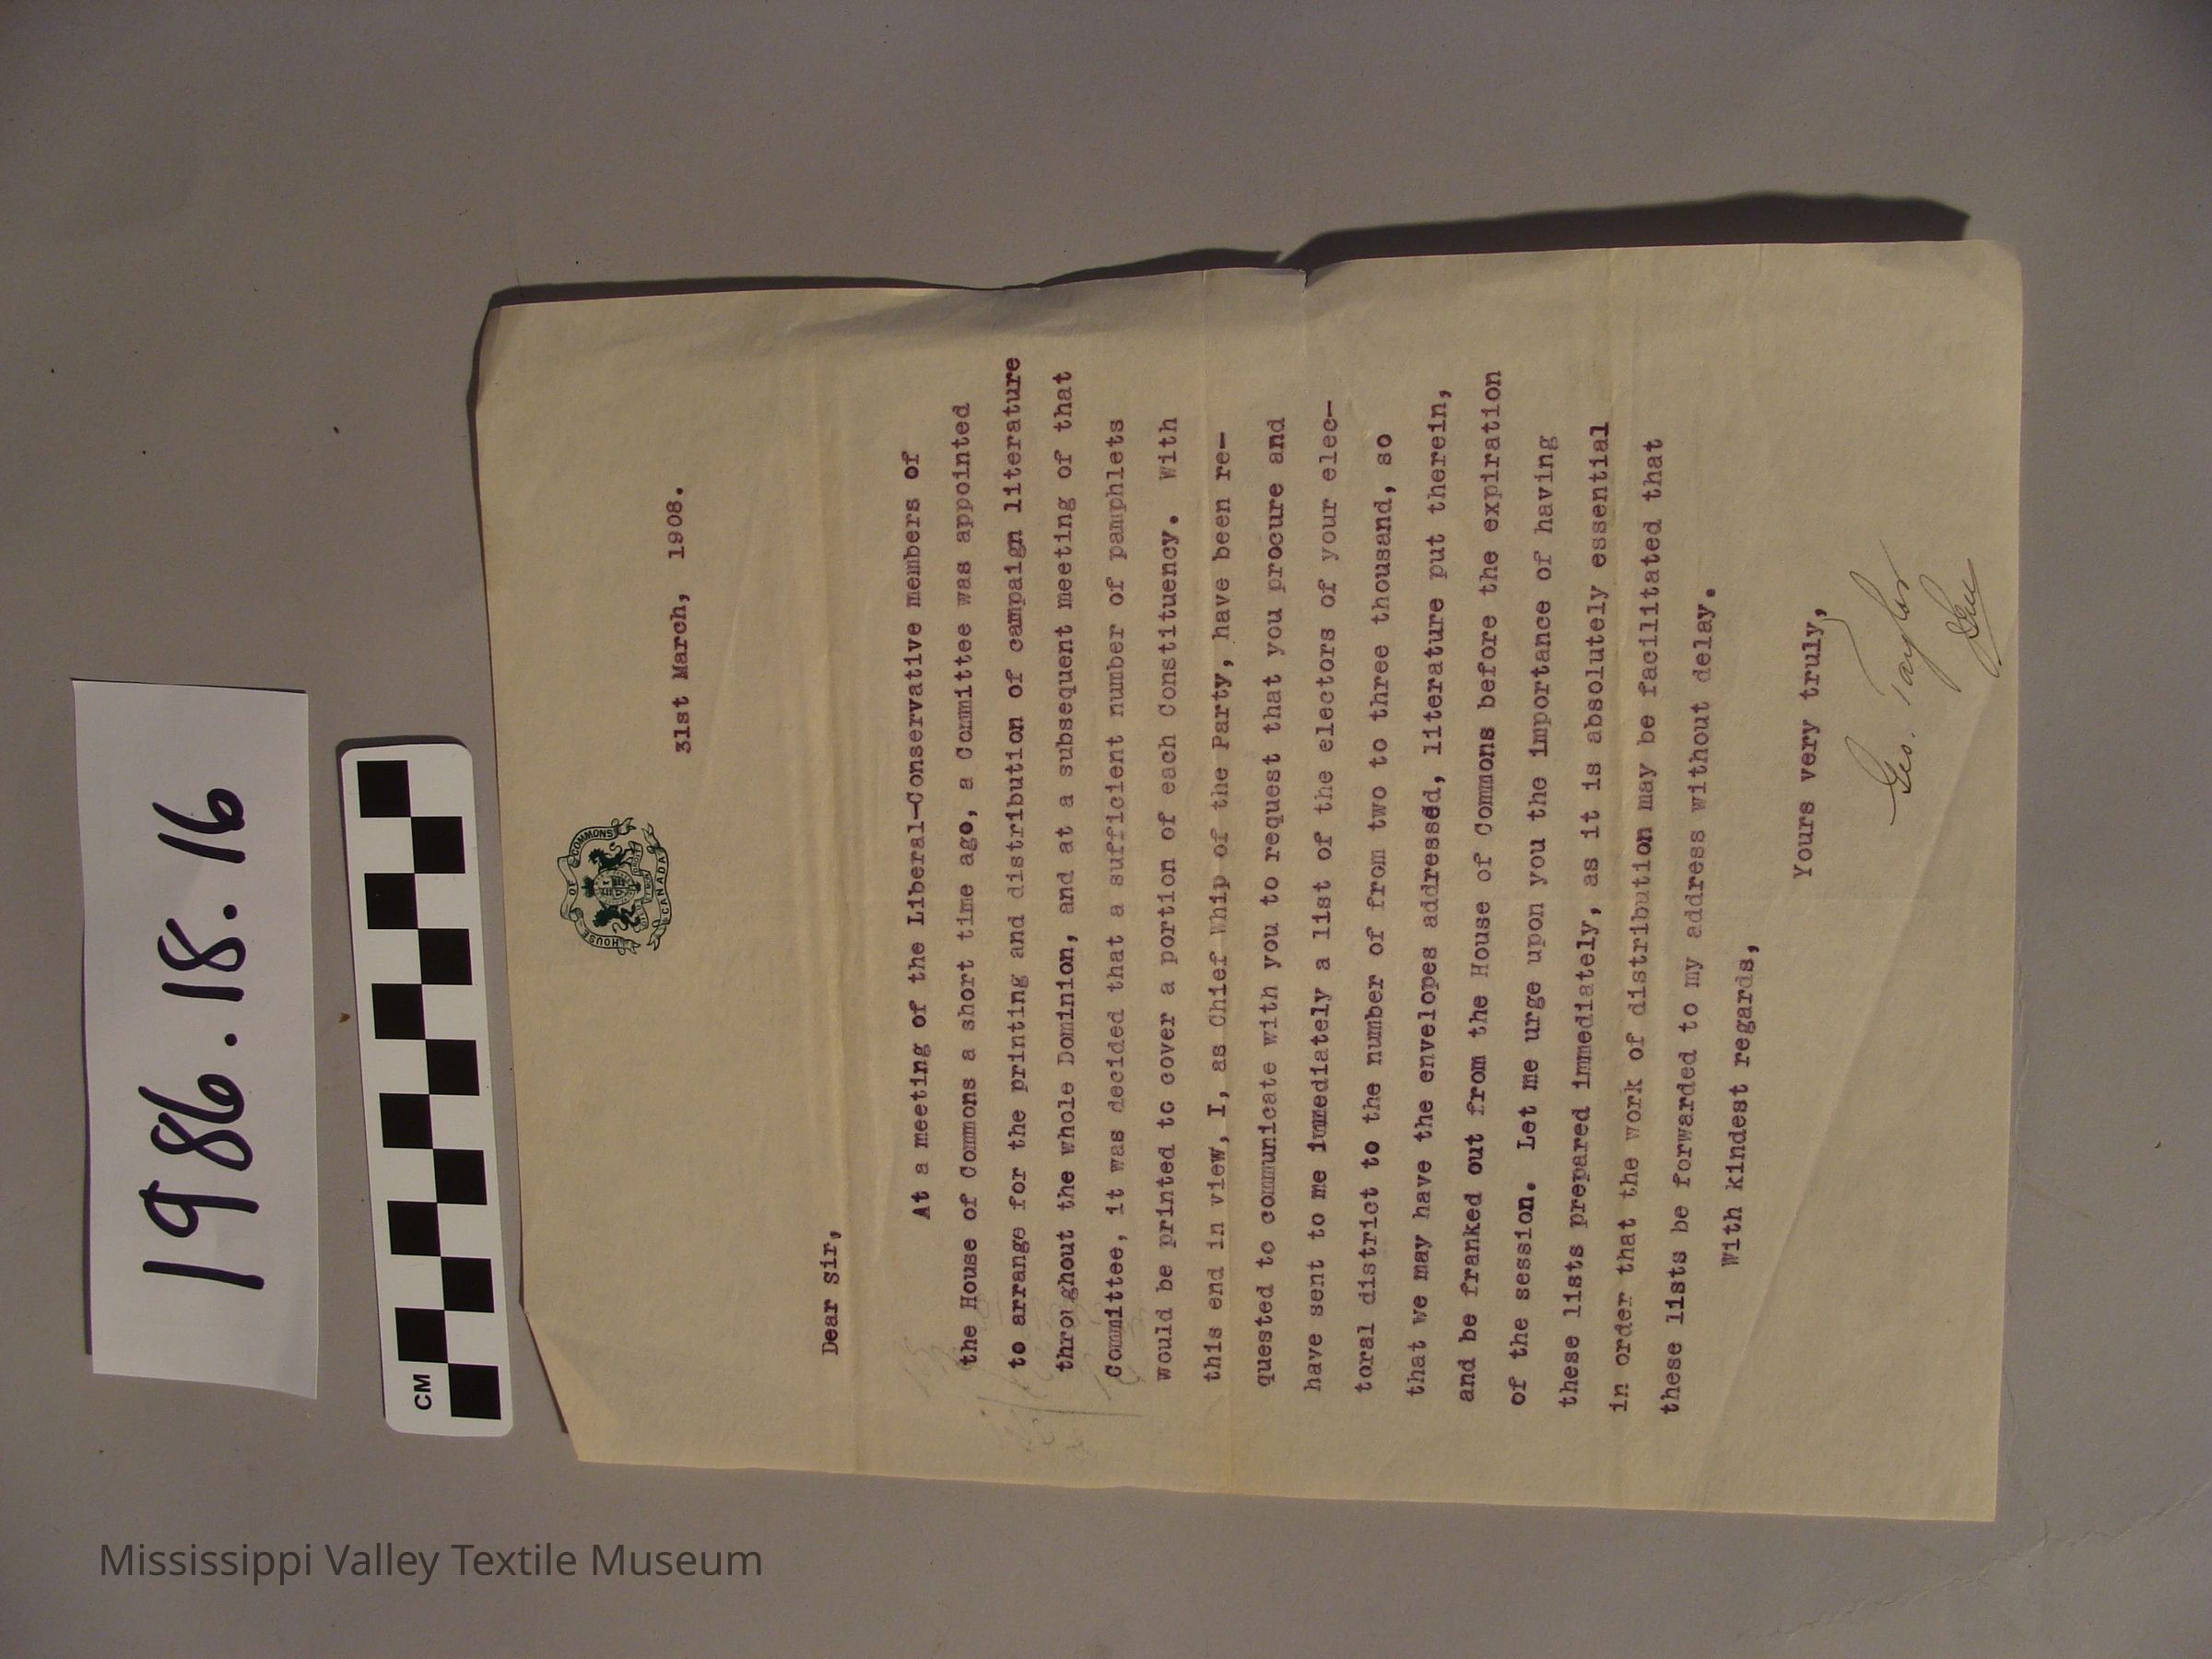 1986.18.16
CM
HOUSE OF COMMONS
CANADA
31st March, 1908.
Dear Sir,
At a meeting of the Liberal-Conservative members of
the House of Commons a short time ago, a Committee was appointed
to arrange for the printing and distribution of campaign literature
throughout the whole Dominion, and at a subsequent meeting of that
Committee, it was decided that a sufficient number of pamphlets
would be printed to cover a portion of each Constituency. With
this end in view, I, as Chief Whip of the Party, have been re-
quested to communicate with you to request that you procure and
have sent to me immediately a list of the electors of your elec-
toral district to the number of from two to three thousand, so
that we may have the envelopes addressed, literature put therein,
and be franked out from the House of Commons before the expiration
of the session. Let me urge upon you the importance of having
these lists prepared immediately, as it is absolutely essential
in order that the work of distribution may be facilitated that
these lists be forwarded to my address without delay.
With kindest regards,
Yours very truly,
Geo. Taylor
Mississippi Valley Textile Museum